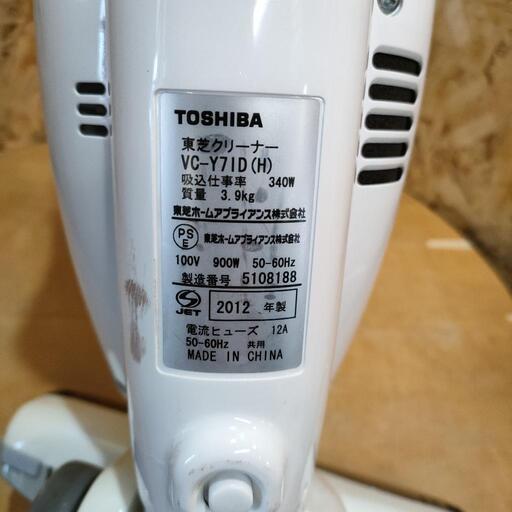 TOSHIBA
東芝クリーナー
VC-Y71D(H)
吸込仕事率 340W
質量 3.9kg
東芝ホームアプライアンス株式会社
PS E 東芝ホームアプライアンス株式会社
100V 900W 50-60Hz
製造番号 5108188
S JET 2012 年製
電流ヒューズ 12A
50-60Hz 共用
MADE IN CHINA